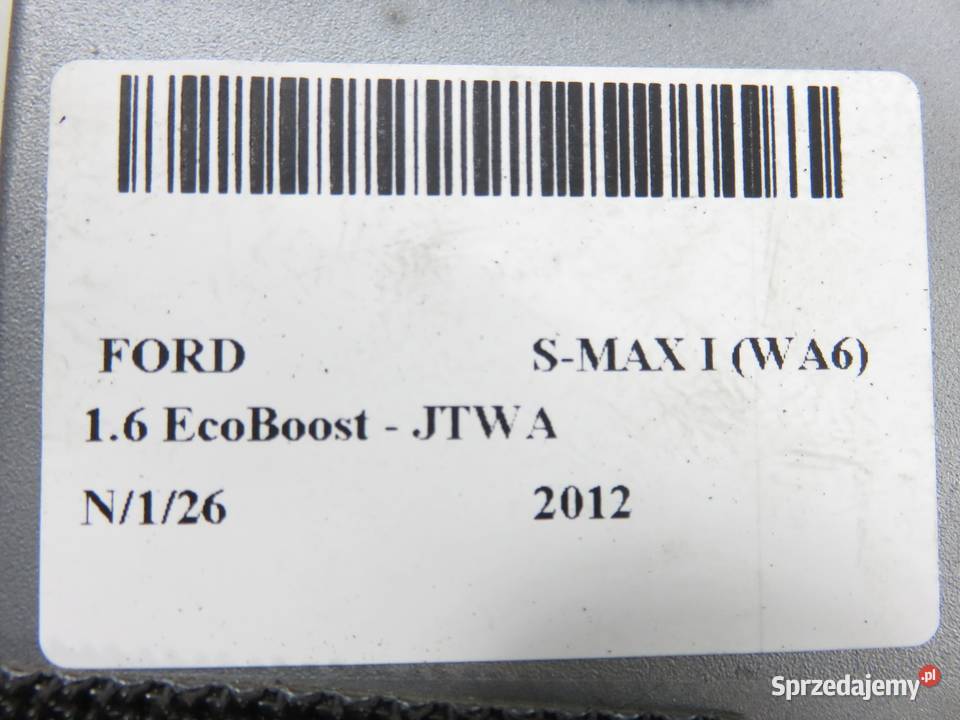 FORD S-MAX I (WA6)
1.6 EcoBoost - JTWA
N/1/26 2012
Sprzedajemy.pl